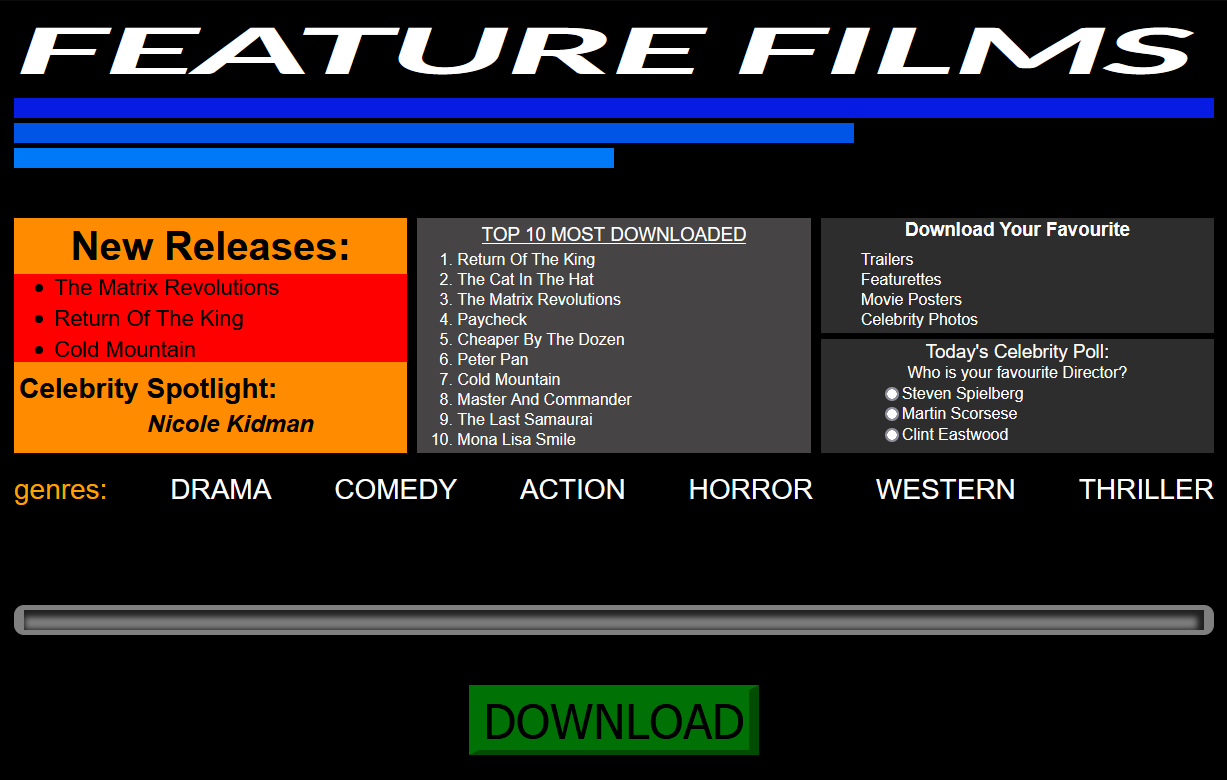 FEATURE FILMS
New Releases:
The Matrix Revolutions
Return Of The King
Cold Mountain
Celebrity Spotlight:
Nicole Kidman
TOP 10 MOST DOWNLOADED
1. Return Of The King
2. The Cat In The Hat
3. The Matrix Revolutions
4. Paycheck
5. Cheaper By The Dozen
6. Peter Pan
7. Cold Mountain
8. Master And Commander
9. The Last Samaurai
10. Mona Lisa Smile
Download Your Favourite
Trailers
Featurettes
Movie Posters
Celebrity Photos
Today's Celebrity Poll:
Who is your favourite Director?
Steven Spielberg
Martin Scorsese
Clint Eastwood
genres: DRAMA COMEDY ACTION HORROR WESTERN THRILLER
DOWNLOAD